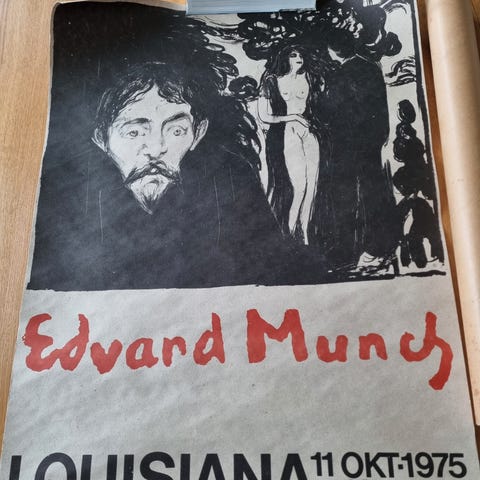 Edvard Munch
LOUISIANA 11 OKT·1975